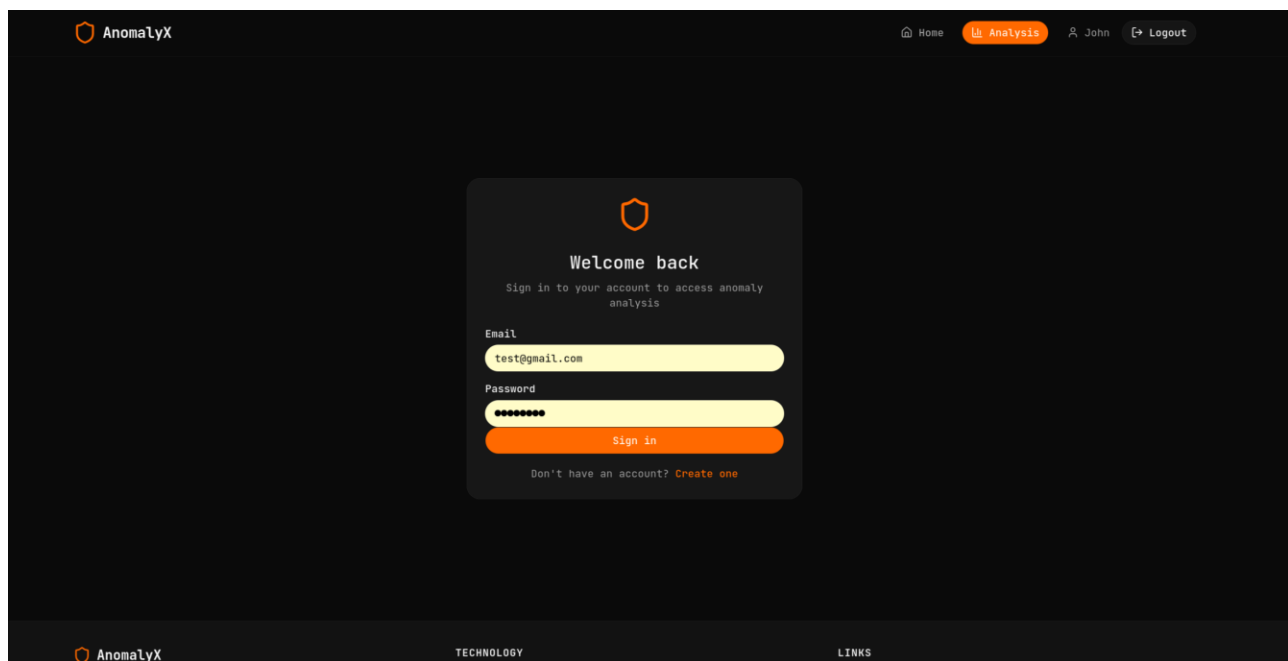 AnomalyX
Home
Analysis
John
Logout
Welcome back
Sign in to your account to access anomaly
analysis
Email
test@gmail.com
Password
●●●●●●●●
Sign in
Don't have an account? Create one
AnomalyX
TECHNOLOGY
LINKS